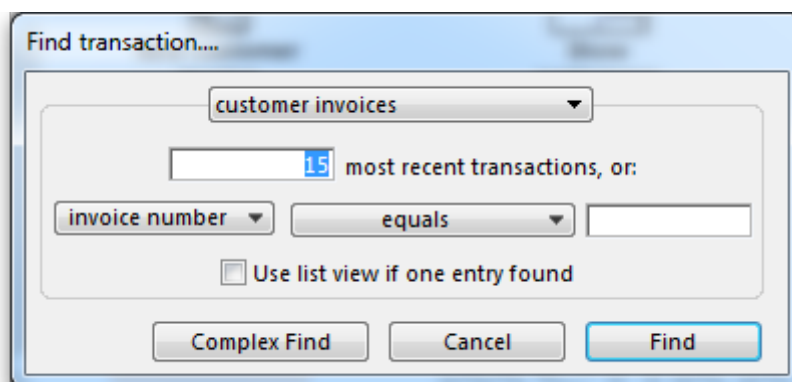 Find transaction....
customer invoices
15 most recent transactions, or:
invoice number equals
Use list view if one entry found
Complex Find Cancel Find